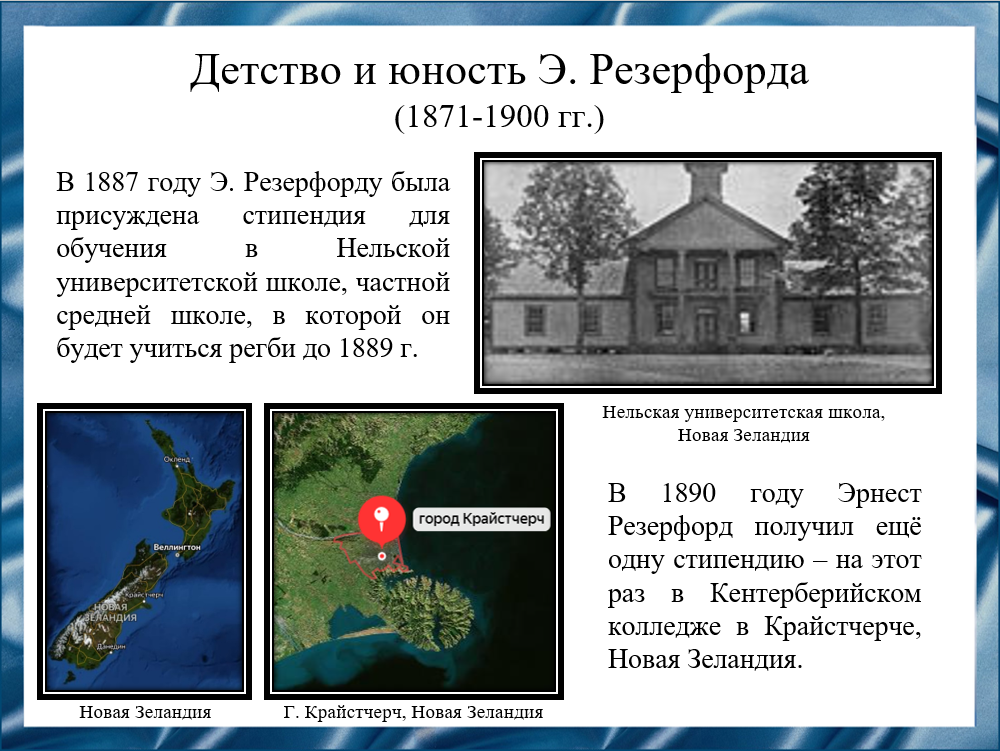 Детство и юность Э. Резерфорда
(1871-1900 гг.)
В 1887 году Э. Резерфорду была
присуждена стипендия для
обучения в Нельской
университетской школе, частной
средней школе, в которой он
будет учиться регби до 1889 г.
Нельская университетская школа,
Новая Зеландия
Окленд
Веллингтон
Крайстчерч
НОВАЯ
ЗЕЛАНДИЯ
Данедин
город Крайстчерч
В 1890 году Эрнест
Резерфорд получил ещё
одну стипендию – на этот
раз в Кентерберийском
колледже в Крайстчерче,
Новая Зеландия.
Новая Зеландия
Г. Крайстчерч, Новая Зеландия